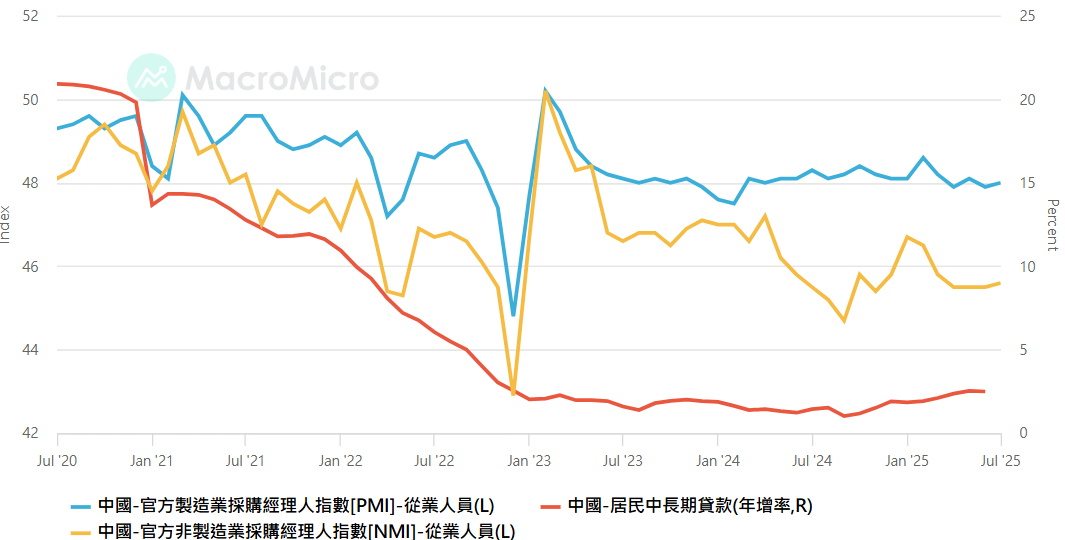 52 25
MacroMicro
50 20
48 15
Index Percent
46 10
44 5
42 0
Jul '20 Jan '21 Jul '21 Jan '22 Jul '22 Jan '23 Jul '23 Jan '24 Jul '24 Jan '25 Jul '25
中國-官方製造業採購經理人指數[PMI]-從業人員(L) 中國-居民中長期貸款(年增率,R)
中國-官方非製造業採購經理人指數[NMI]-從業人員(L)